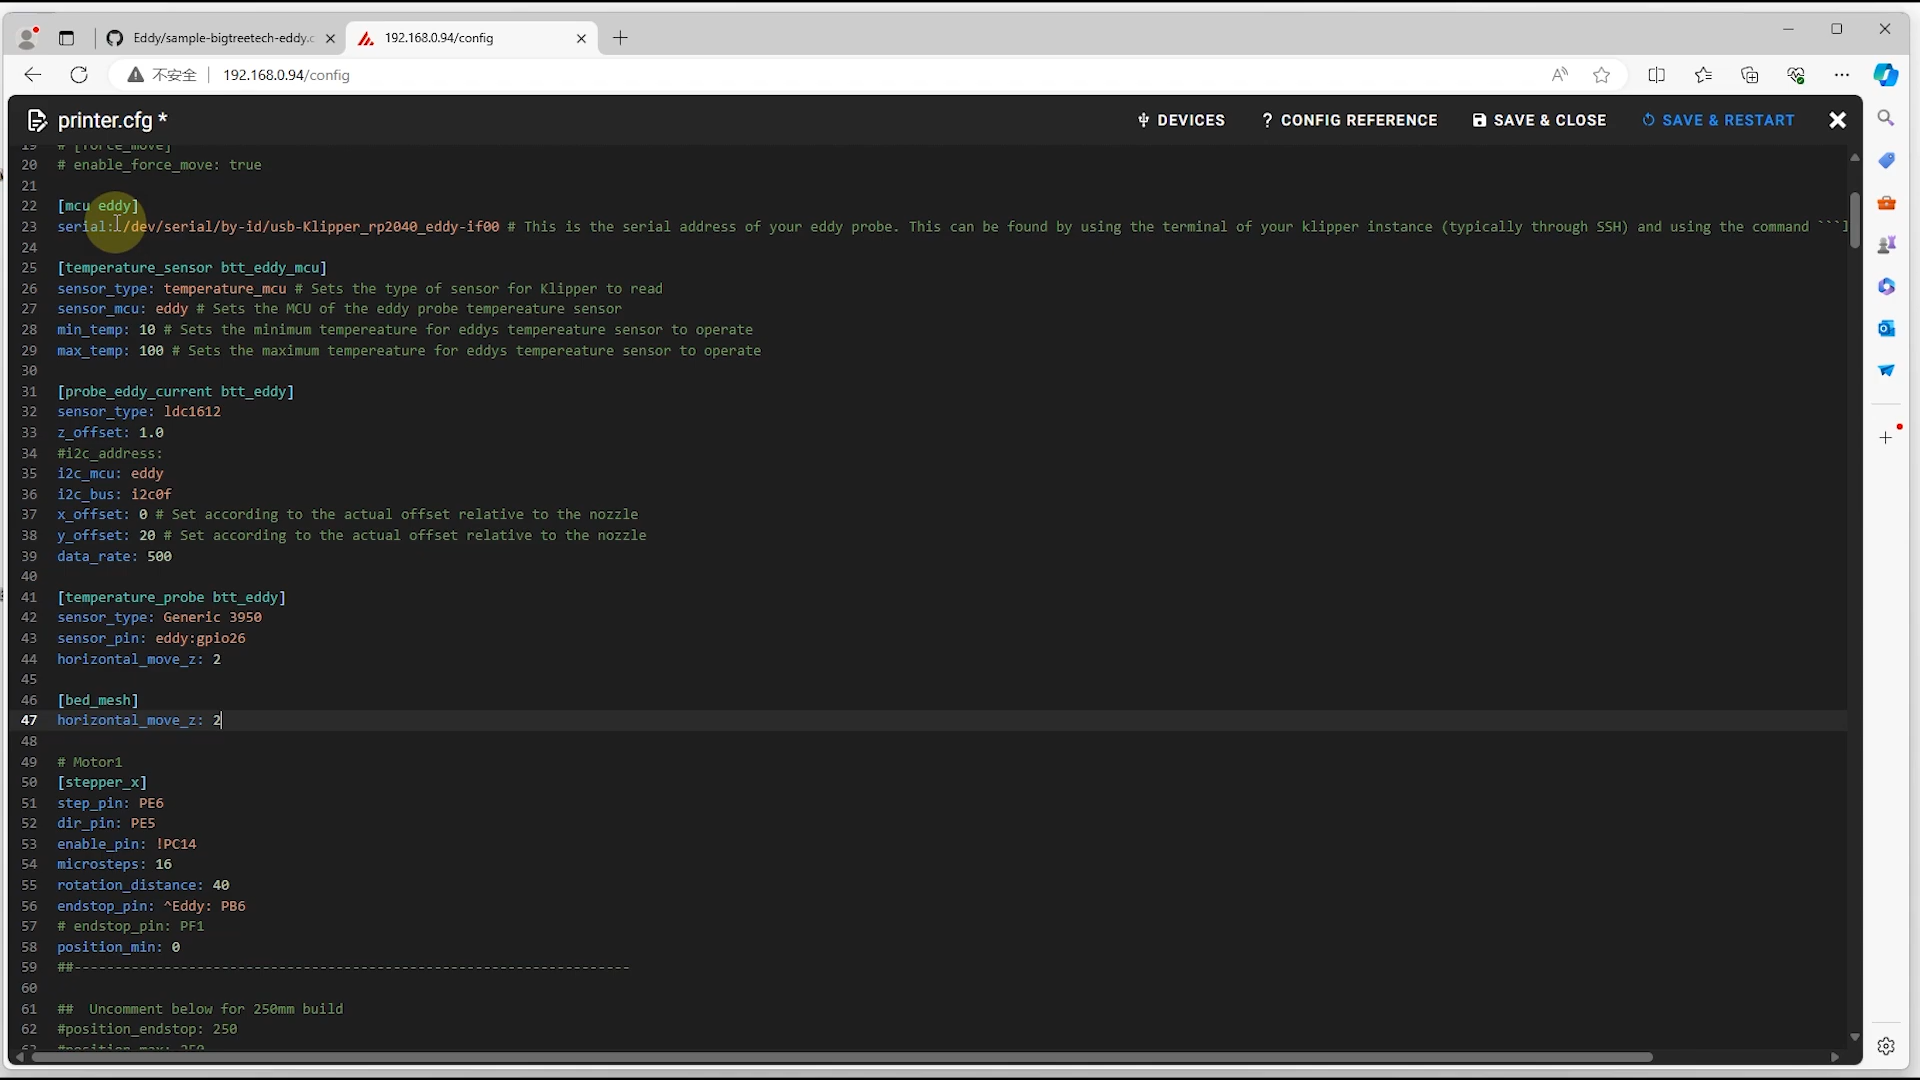 Eddy/sample-bigtreetech-eddy.c
192.168.0.94/config
不安全 192.168.0.94/config
printer.cfg *
DEVICES
? CONFIG REFERENCE
SAVE & CLOSE
SAVE & RESTART
19 # [force_move]
20 # enable_force_move: true
21
22 [mcu eddy]
23 serial: /dev/serial/by-id/usb-Klipper_rp2040_eddy-if00 # This is the serial address of your eddy probe. This can be found by using the terminal of your klipper instance (typically through SSH) and using the command ```l
24
25 [temperature_sensor btt_eddy_mcu]
26 sensor_type: temperature_mcu # Sets the type of sensor for Klipper to read
27 sensor_mcu: eddy # Sets the MCU of the eddy probe tempereature sensor
28 min_temp: 10 # Sets the minimum tempereature for eddys tempereature sensor to operate
29 max_temp: 100 # Sets the maximum tempereature for eddys tempereature sensor to operate
30
31 [probe_eddy_current btt_eddy]
32 sensor_type: ldc1612
33 z_offset: 1.0
34 #i2c_address:
35 i2c_mcu: eddy
36 i2c_bus: i2c0f
37 x_offset: 0 # Set according to the actual offset relative to the nozzle
38 y_offset: 20 # Set according to the actual offset relative to the nozzle
39 data_rate: 500
40
41 [temperature_probe btt_eddy]
42 sensor_type: Generic 3950
43 sensor_pin: eddy:gpio26
44 horizontal_move_z: 2
45
46 [bed_mesh]
47 horizontal_move_z: 2
48
49 # Motor1
50 [stepper_x]
51 step_pin: PE6
52 dir_pin: PE5
53 enable_pin: !PC14
54 microsteps: 16
55 rotation_distance: 40
56 endstop_pin: ^Eddy: PB6
57 # endstop_pin: PF1
58 position_min: 0
59 ##--------------------------------------------------------------------
60
61 ## Uncomment below for 250mm build
62 #position_endstop: 250
63 #position_max: 250